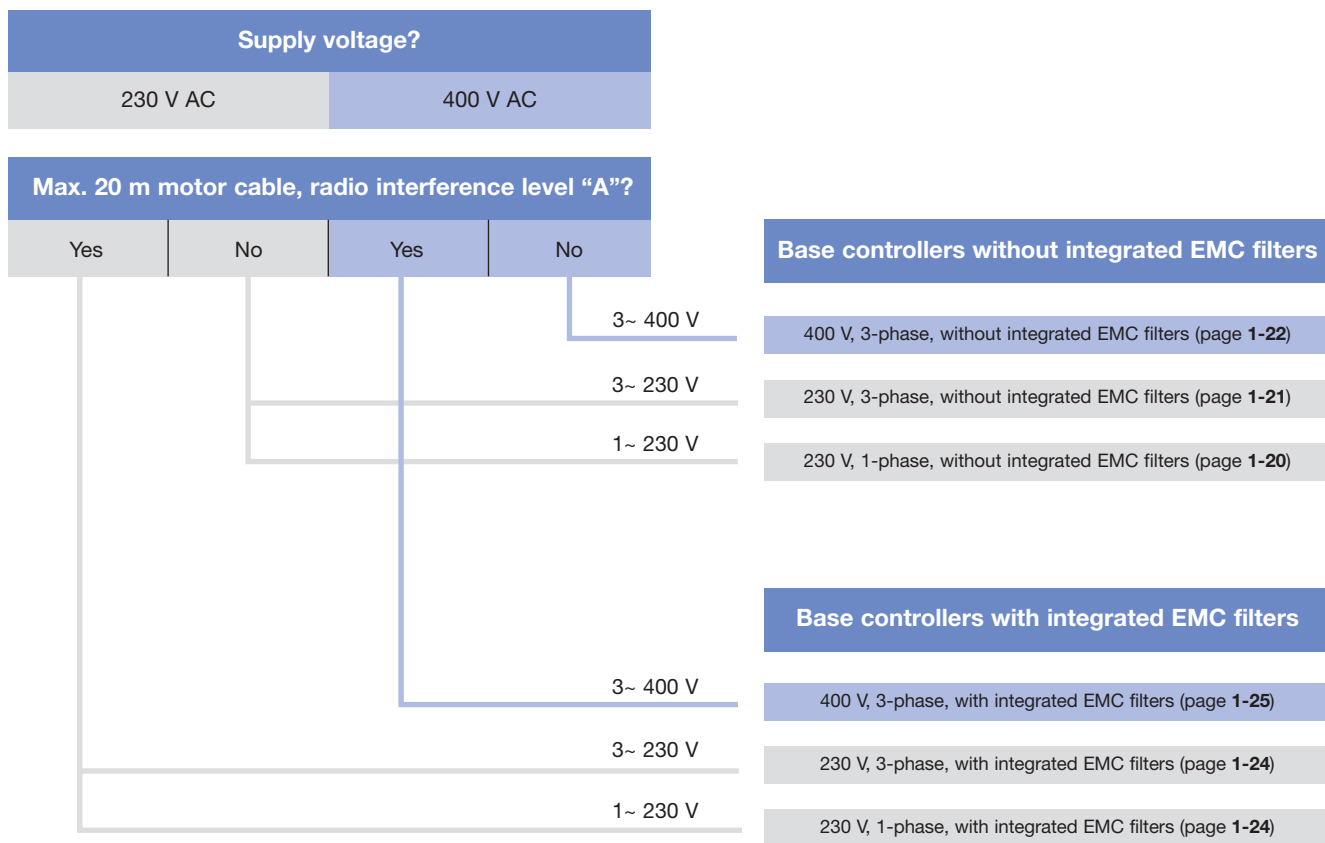 Supply voltage?
230 V AC
400 V AC
Max. 20 m motor cable, radio interference level “A”?
Yes
No
Yes
No
Base controllers without integrated EMC filters
3~ 400 V
400 V, 3-phase, without integrated EMC filters (page 1-22)
3~ 230 V
230 V, 3-phase, without integrated EMC filters (page 1-21)
1~ 230 V
230 V, 1-phase, without integrated EMC filters (page 1-20)
Base controllers with integrated EMC filters
3~ 400 V
400 V, 3-phase, with integrated EMC filters (page 1-25)
3~ 230 V
230 V, 3-phase, with integrated EMC filters (page 1-24)
1~ 230 V
230 V, 1-phase, with integrated EMC filters (page 1-24)